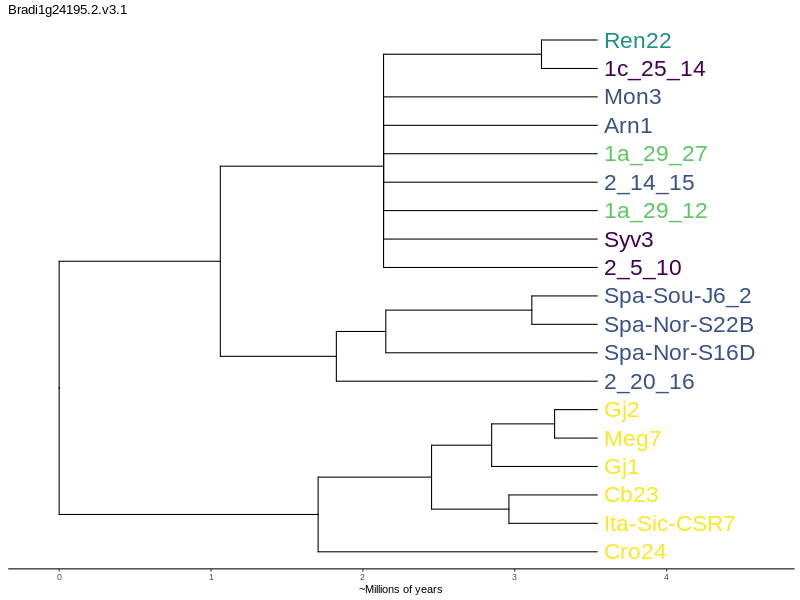 Bradi1g24195.2.v3.1
Ren22
1c_25_14
Mon3
Arn1
1a_29_27
2_14_15
1a_29_12
Syv3
2_5_10
Spa-Sou-J6_2
Spa-Nor-S22B
Spa-Nor-S16D
2_20_16
Gj2
Meg7
Gj1
Cb23
Ita-Sic-CSR7
Cro24
0 1 2 3 4
~Millions of years